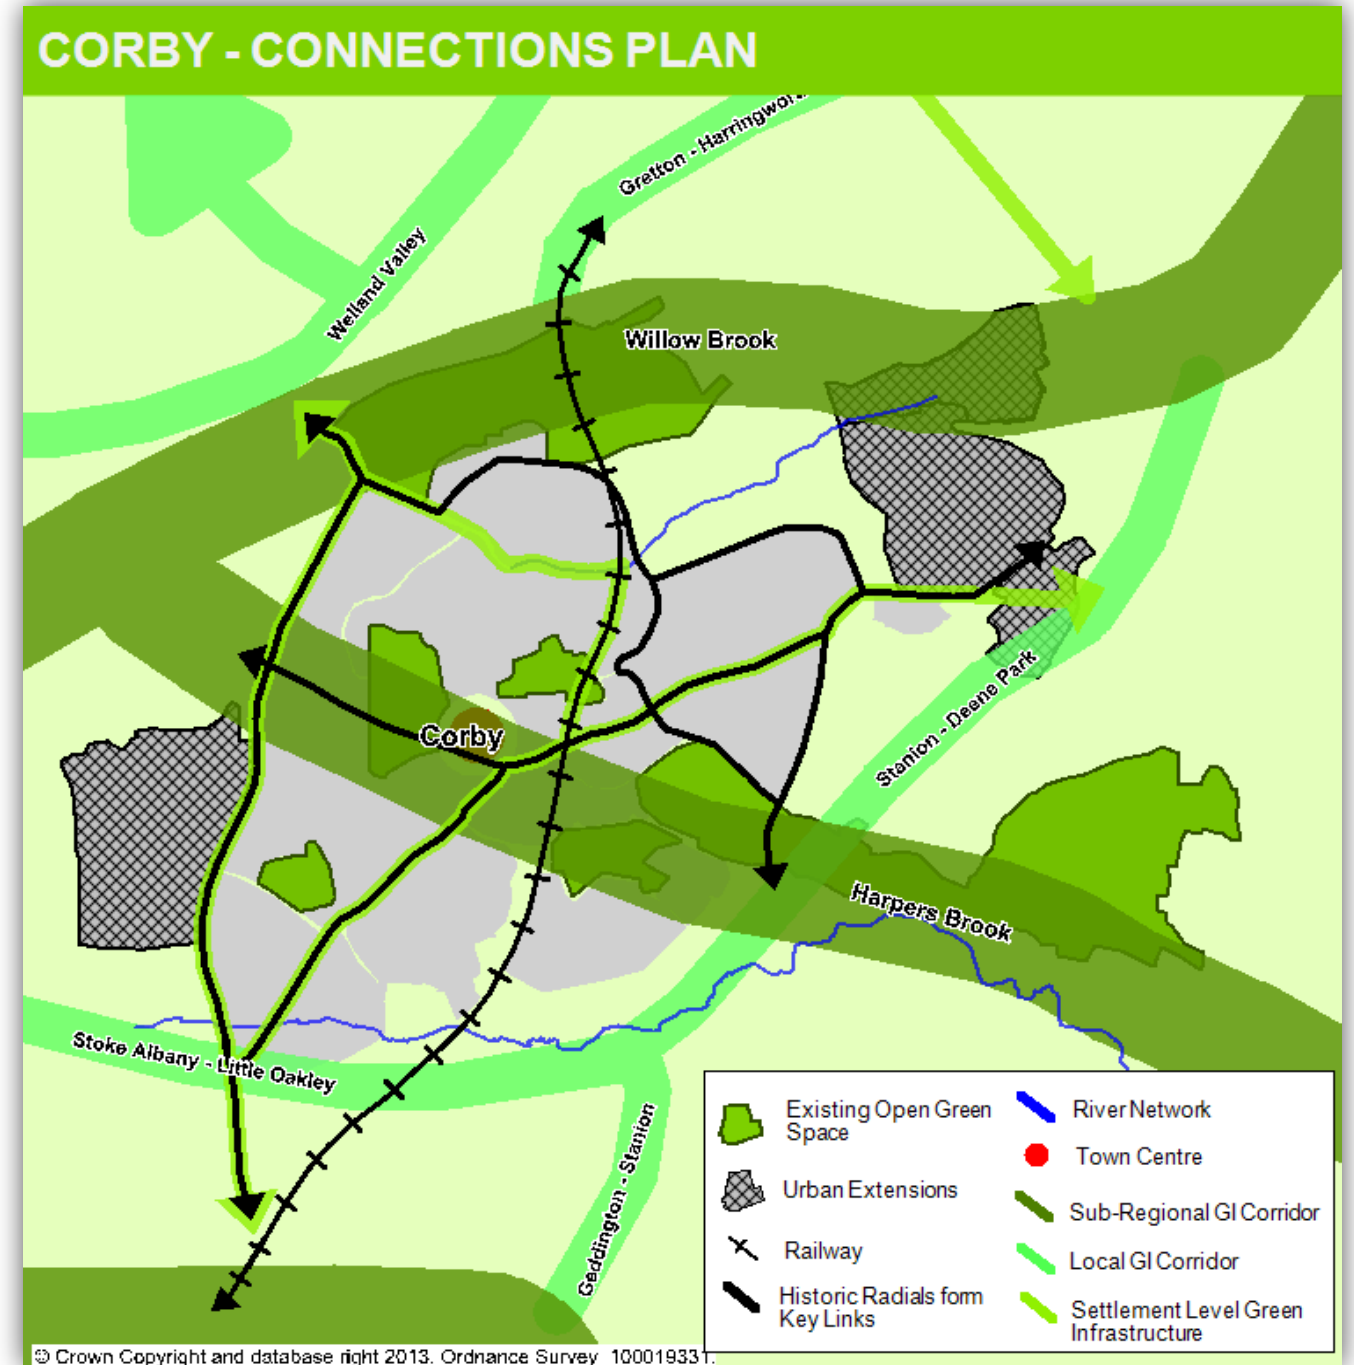 CORBY - CONNECTIONS PLAN
Gretton - Harringwor
Welland Valley
Willow Brook
Corby
Stanion - Deene Park
Harpers Brook
Stoke Albany - Little Oakley
Geddington - Stanion
Existing Open Green
Space
Urban Extensions
Railway
Historic Radials form
Key Links
River Network
Town Centre
Sub-Regional GI Corridor
Local GI Corridor
Settlement Level Green
Infrastructure
© Crown Copyright and database right 2013. Ordnance Survey 100019331.